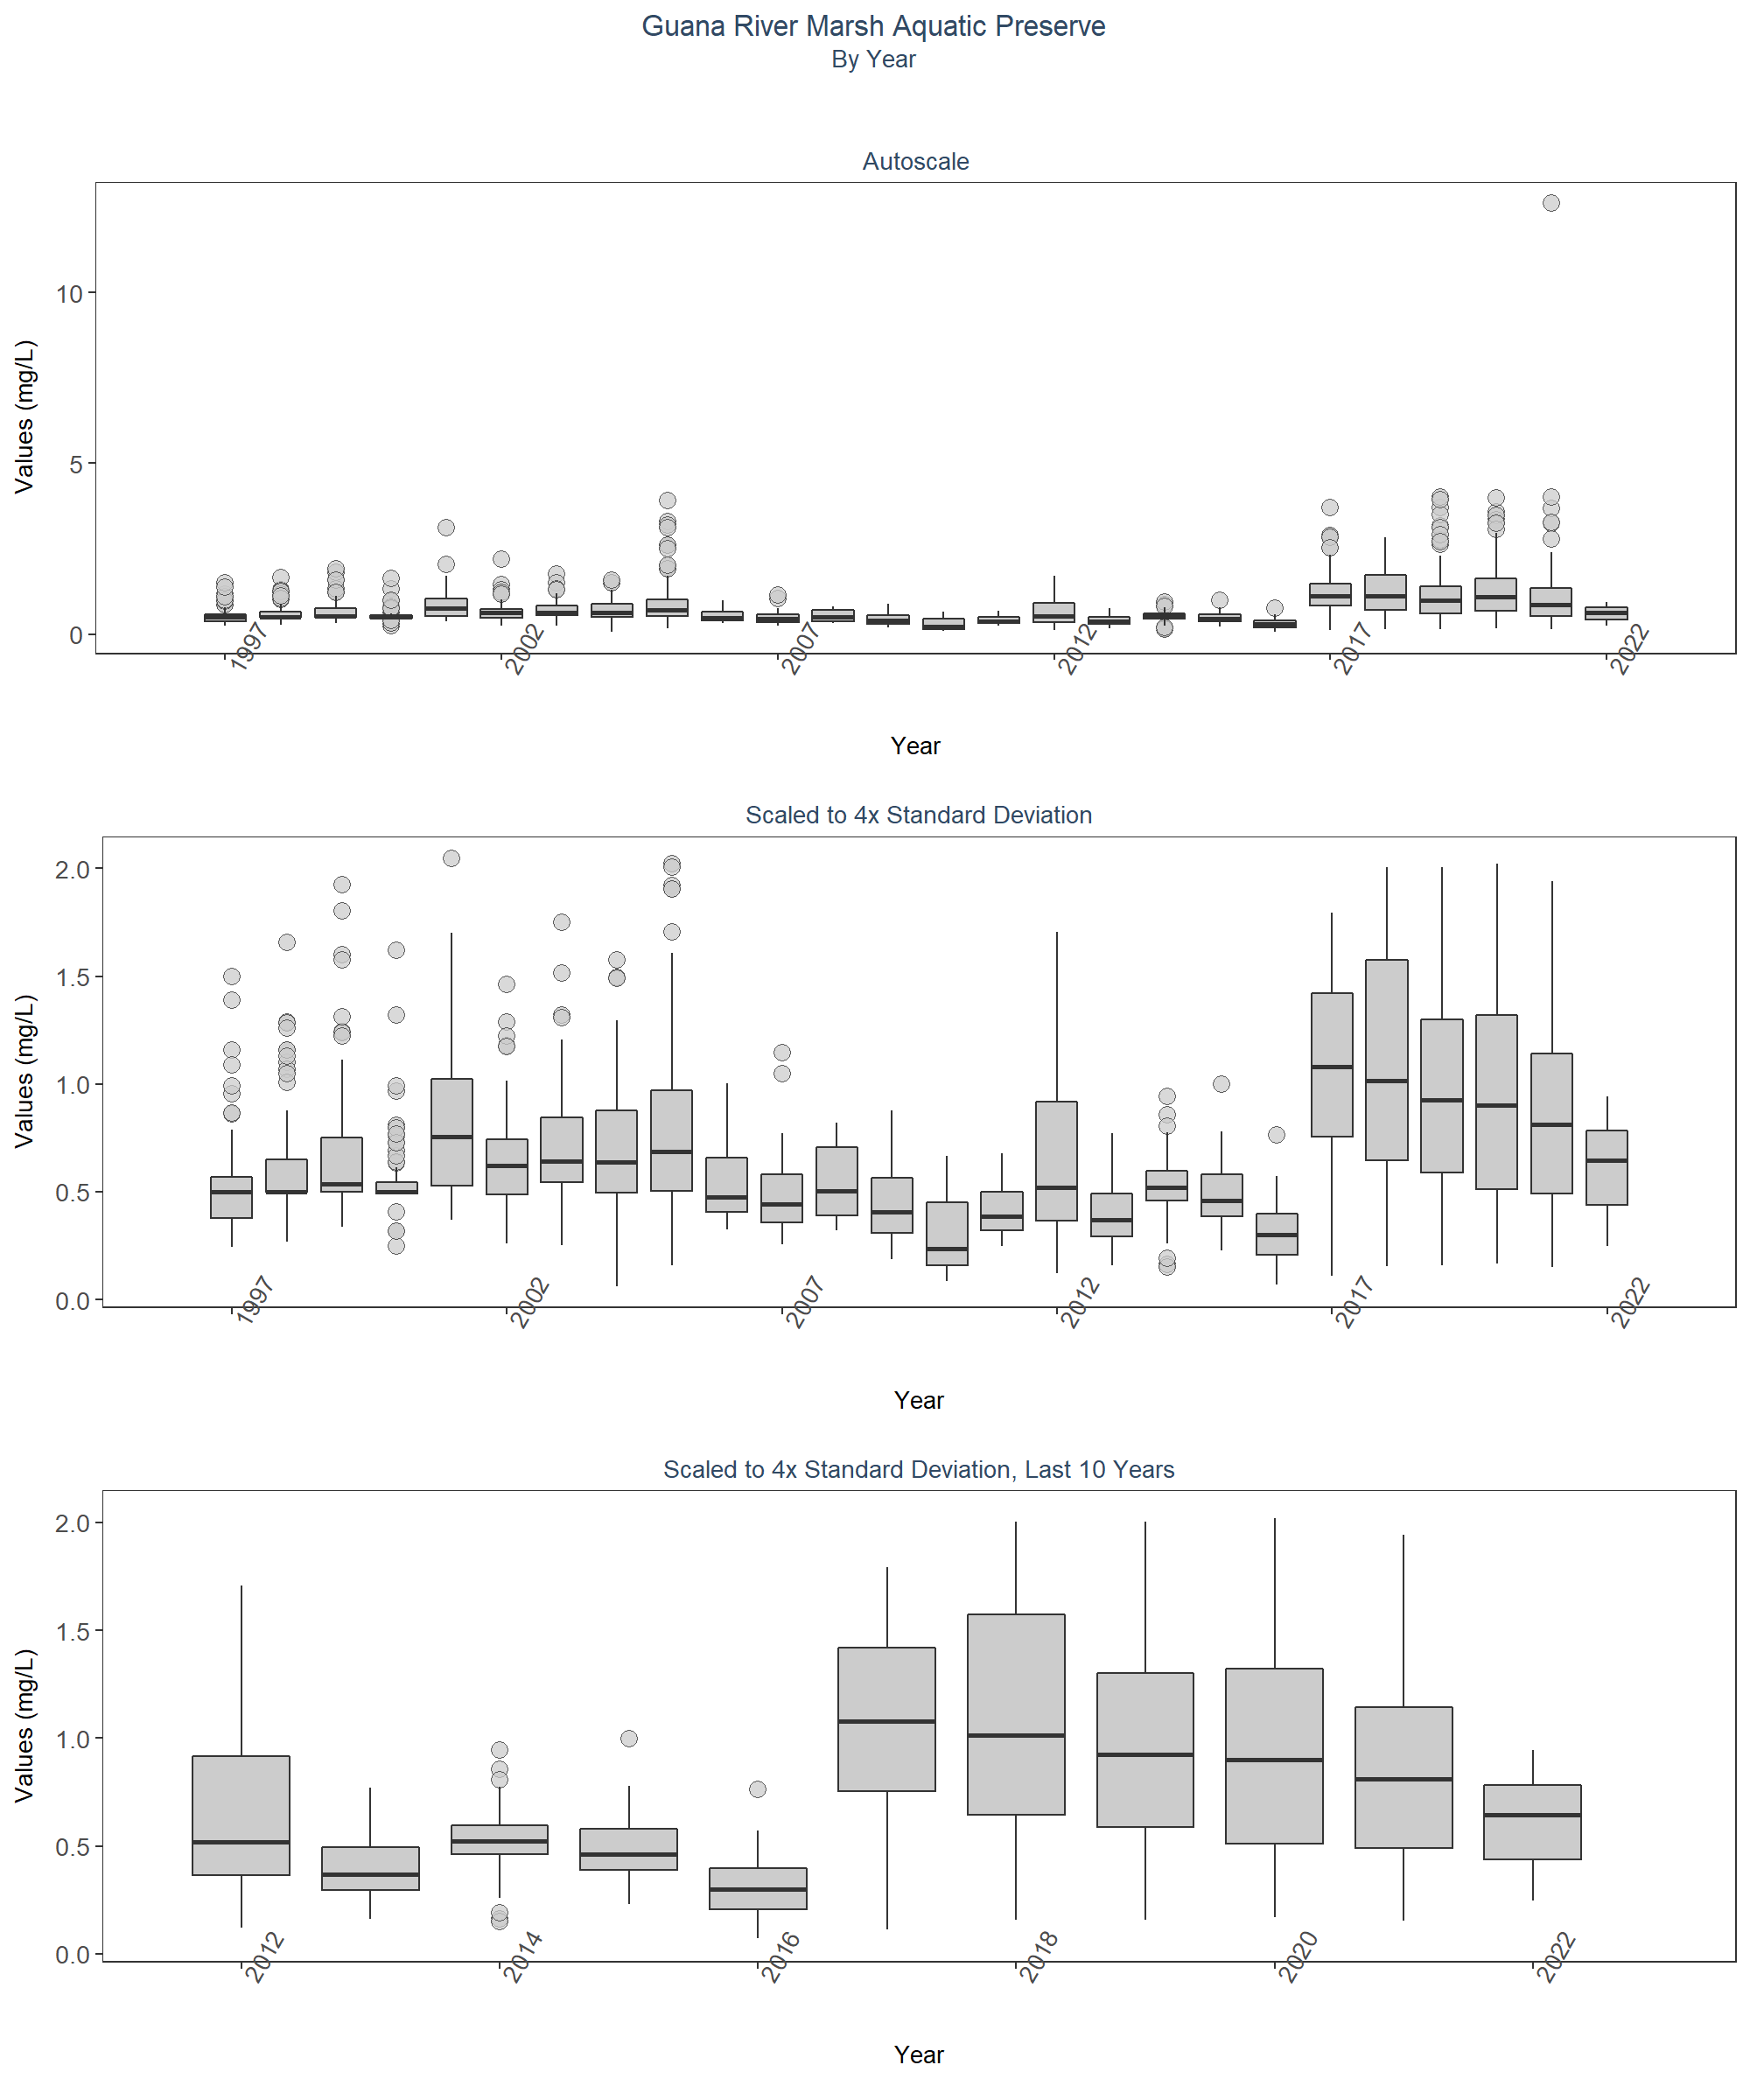 Guana River Marsh Aquatic Preserve
By Year
Autoscale
Values (mg/L)
10
5
0
1997
2002
2007
2012
2017
2022
Year
Scaled to 4x Standard Deviation
Values (mg/L)
2.0
1.5
1.0
0.5
0.0
1997
2002
2007
2012
2017
2022
Year
Scaled to 4x Standard Deviation, Last 10 Years
Values (mg/L)
2.0
1.5
1.0
0.5
0.0
2012
2014
2016
2018
2020
2022
Year